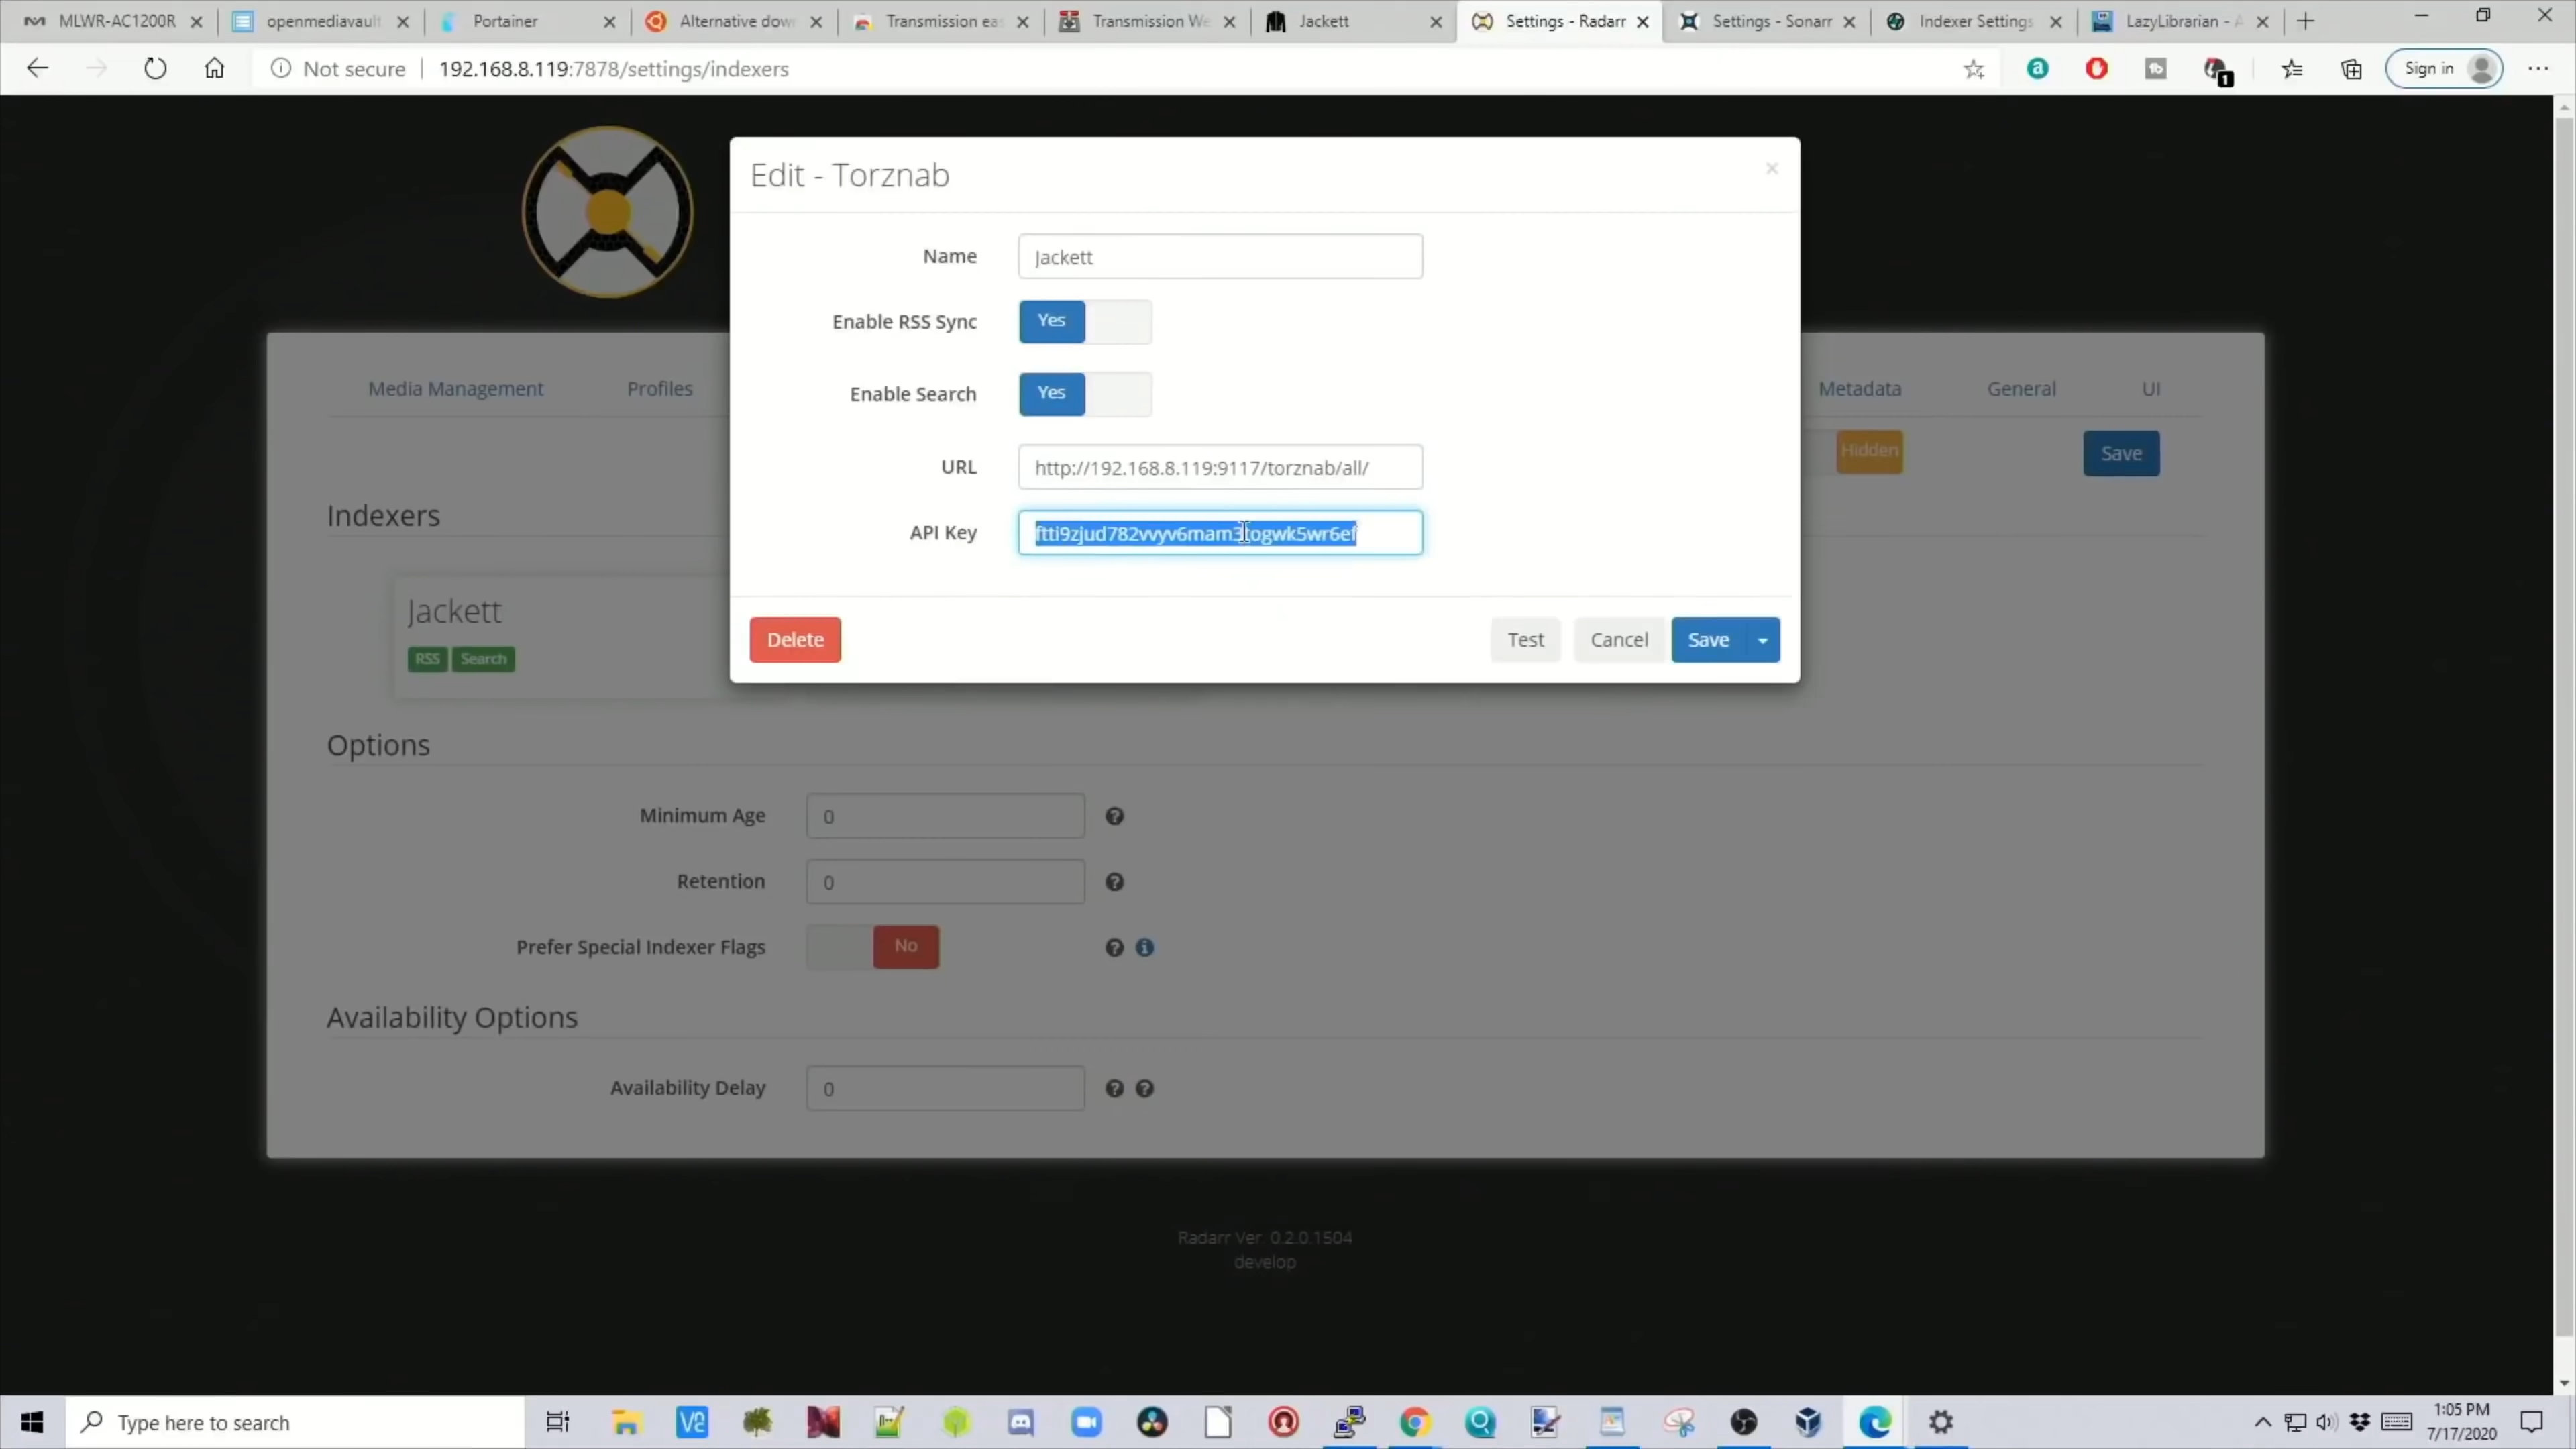 MLWR-AC1200R
openmediavault
Portainer
Alternative dow
Transmission ea
Transmission We
Jackett
Settings - Radarr
Settings - Sonarr
Indexer Settings
LazyLibrarian - A
Not secure
192.168.8.119:7878/settings/indexers
Sign in
1
Edit - Torznab
Name
Jackett
Enable RSS Sync
Yes
Enable Search
Yes
URL
http://192.168.8.119:9117/torznab/all/
API Key
ftti9zjud782vvyv6mam3togwk5wr6ef
Delete
Test
Cancel
Save
Media Management
Profiles
Metadata
General
UI
Hidden
Save
Indexers
Jackett
RSS
Search
Options
Minimum Age
0
Retention
0
Prefer Special Indexer Flags
No
Availability Options
Availability Delay
0
Radarr Ver. 0.2.0.1504
develop
Type here to search
1:05 PM
7/17/2020